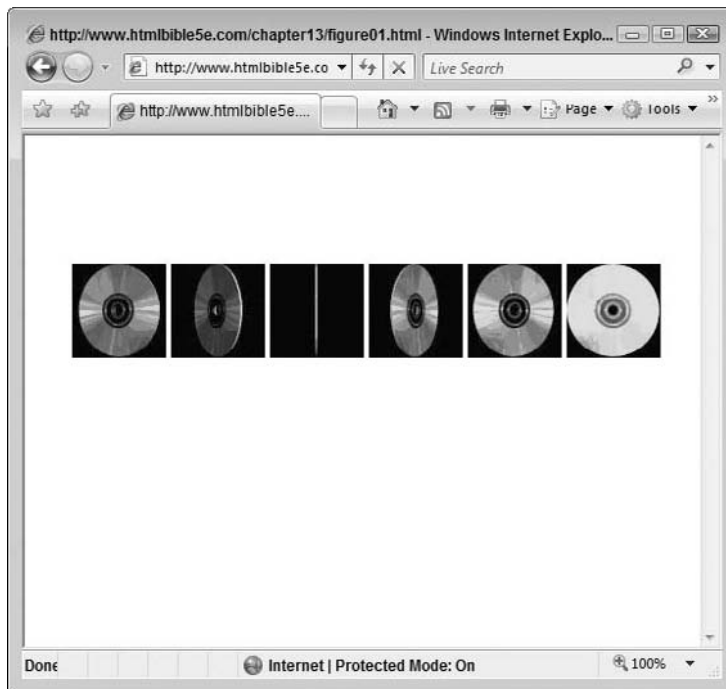 http://www.htmlbible5e.com/chapter13/figure01.html - Windows Internet Explo...
http://www.htmlbible5e.co Live Search
http://www.htmlbible5e.... Page Tools »
Done Internet | Protected Mode: On 100%